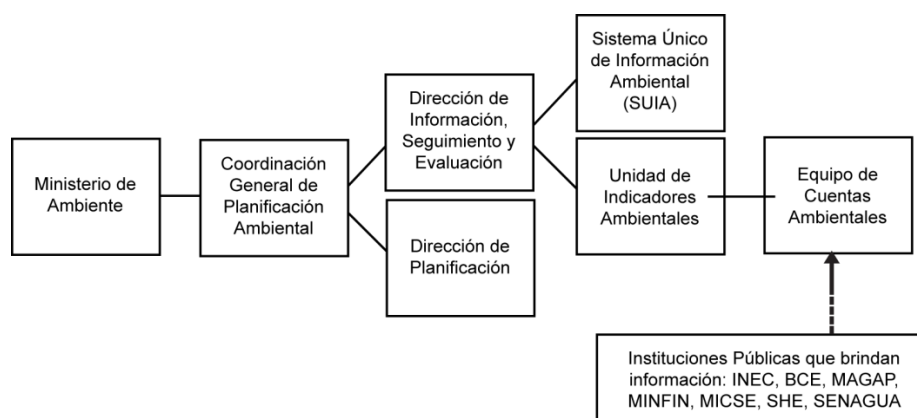 Ministerio de
Ambiente
Coordinación
General de
Planificación
Ambiental
Dirección de
Información,
Seguimiento y
Evaluación
Dirección de
Planificación
Sistema Único
de Información
Ambiental
(SUIA)
Unidad de
Indicadores
Ambientales
Equipo de
Cuentas
Ambientales
Instituciones Públicas que brindan
información: INEC, BCE, MAGAP,
MINFIN, MICSE, SHE, SENAGUA